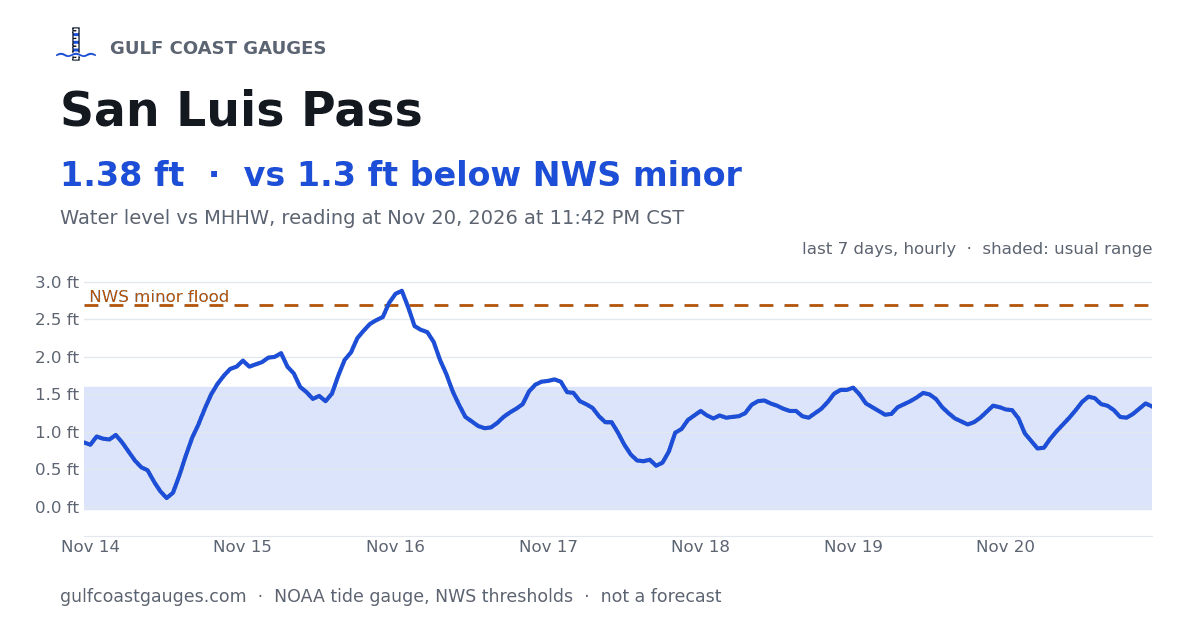 GULF COAST GAUGES
San Luis Pass
1.38 ft · vs 1.3 ft below NWS minor
Water level vs MHHW, reading at Nov 20, 2026 at 11:42 PM CST
last 7 days, hourly · shaded: usual range
3.0 ft
NWS minor flood
2.5 ft
2.0 ft
1.5 ft
1.0 ft
0.5 ft
0.0 ft
Nov 14 Nov 15 Nov 16 Nov 17 Nov 18 Nov 19 Nov 20
gulfcoastgauges.com · NOAA tide gauge, NWS thresholds · not a forecast